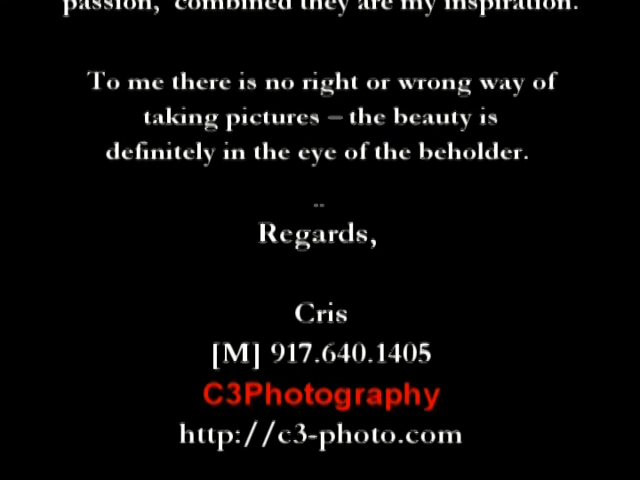 passion, combined they are my inspiration.
To me there is no right or wrong way of
taking pictures – the beauty is
definitely in the eye of the beholder.
--
Regards,
Cris
[M] 917.640.1405
C3Photography
http://c3-photo.com